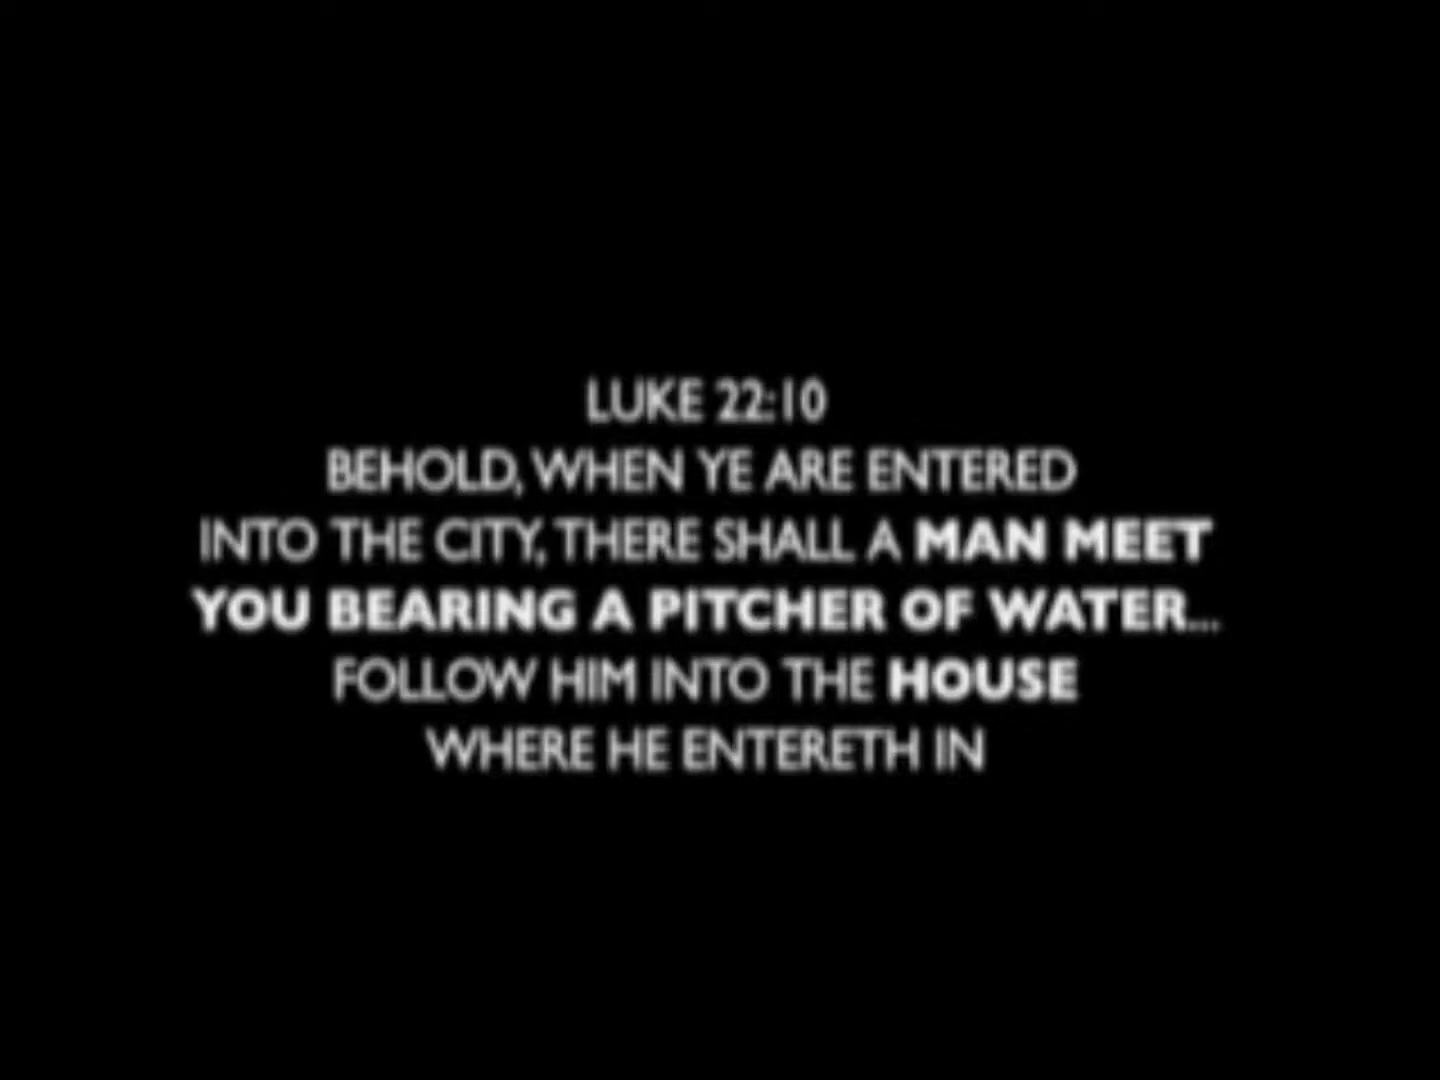 LUKE 22:10
BEHOLD, WHEN YE ARE ENTERED
INTO THE CITY, THERE SHALL A MAN MEET
YOU BEARING A PITCHER OF WATER...
FOLLOW HIM INTO THE HOUSE
WHERE HE ENTERETH IN